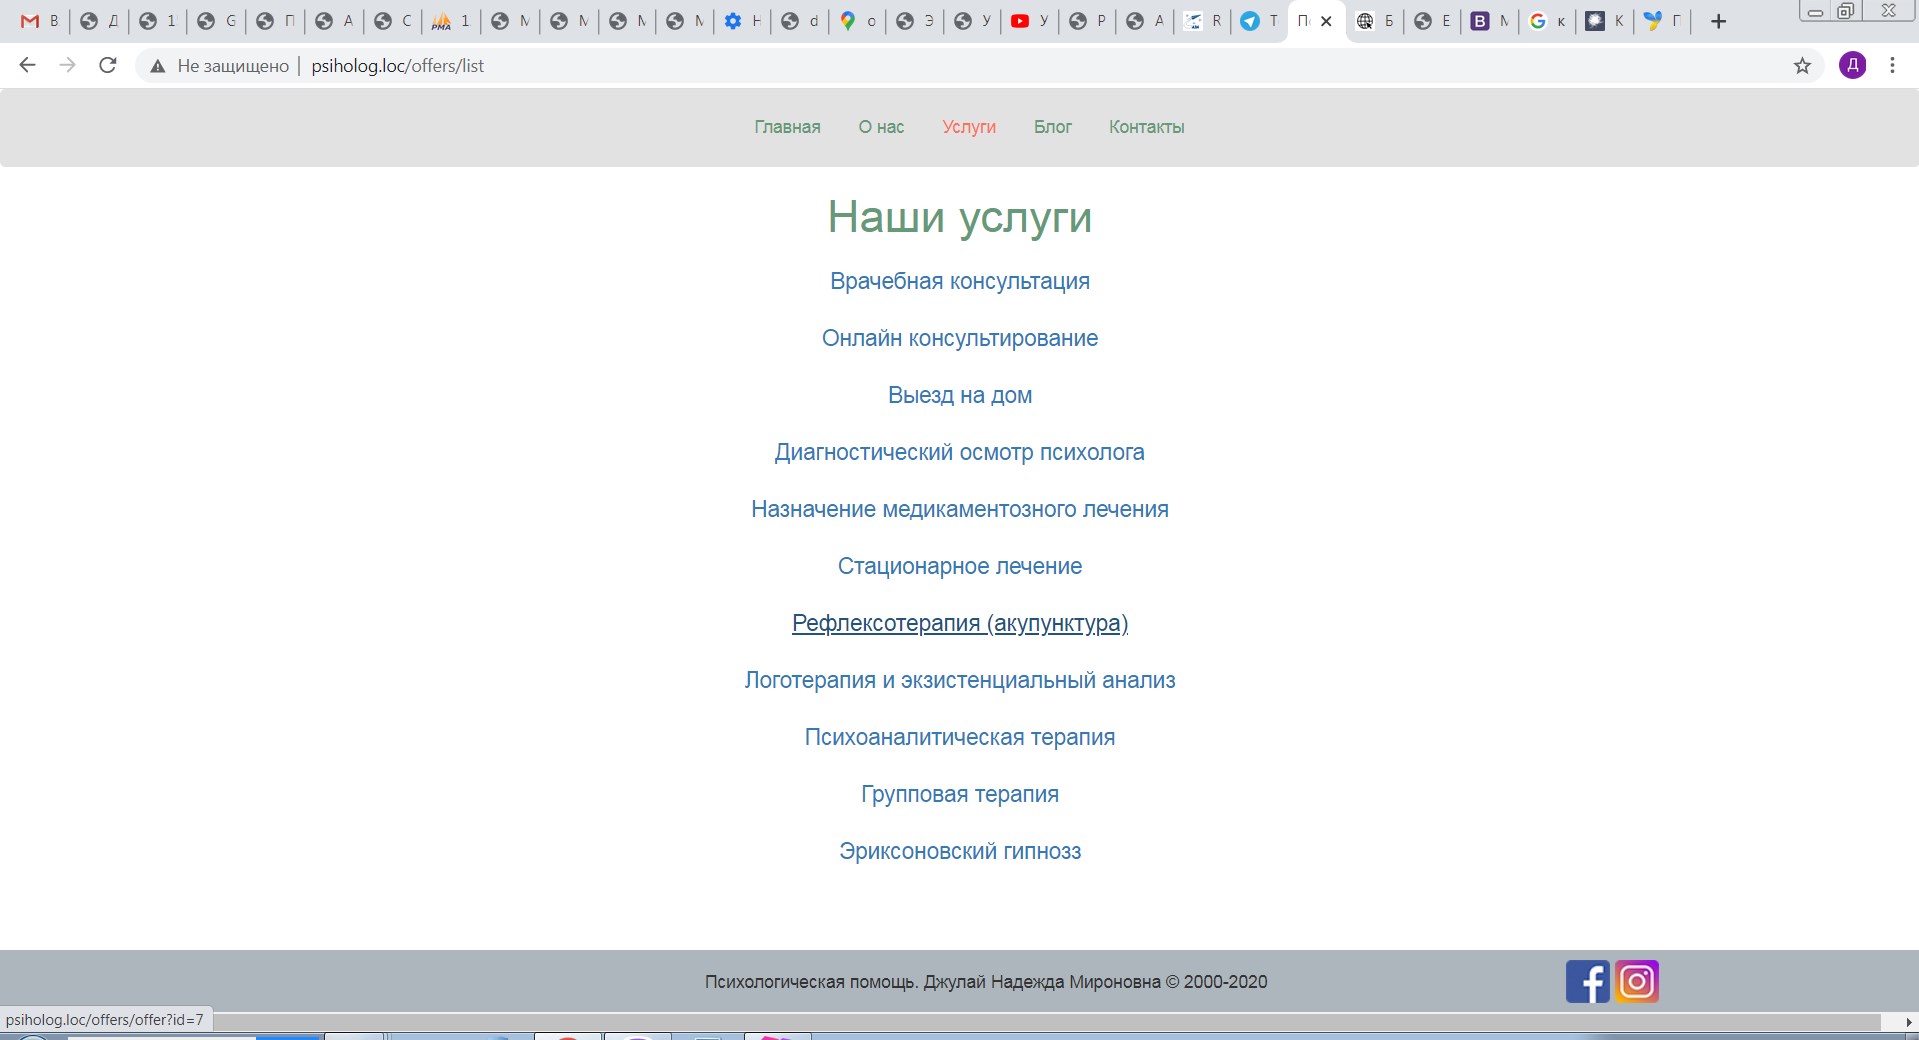 В Д 1 G П А С 1 М М М М Н d о Э У У Р А R Т П Б Е М к К П
Не защищено psiholog.loc/offers/list Д
Главная О нас Услуги Блог Контакты
Наши услуги
Врачебная консультация
Онлайн консультирование
Выезд на дом
Диагностический осмотр психолога
Назначение медикаментозного лечения
Стационарное лечение
Рефлексотерапия (акупунктура)
Логотерапия и экзистенциальный анализ
Психоаналитическая терапия
Групповая терапия
Эриксоновский гипнозз
Психологическая помощь. Джулай Надежда Мироновна © 2000-2020
psiholog.loc/offers/offer?id=7